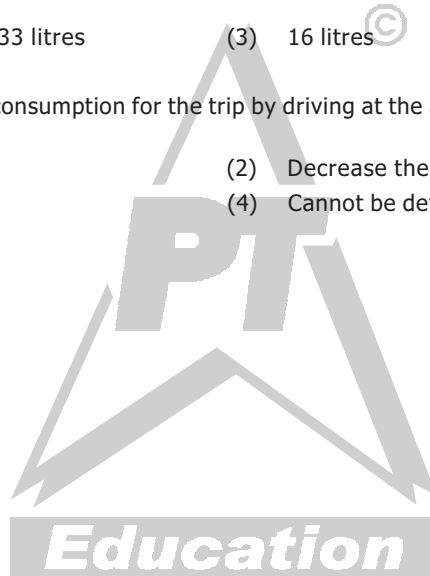 33 litres (3) 16 litres ©
consumption for the trip by driving at the
(2) Decrease the
(4) Cannot be de
PT
Education